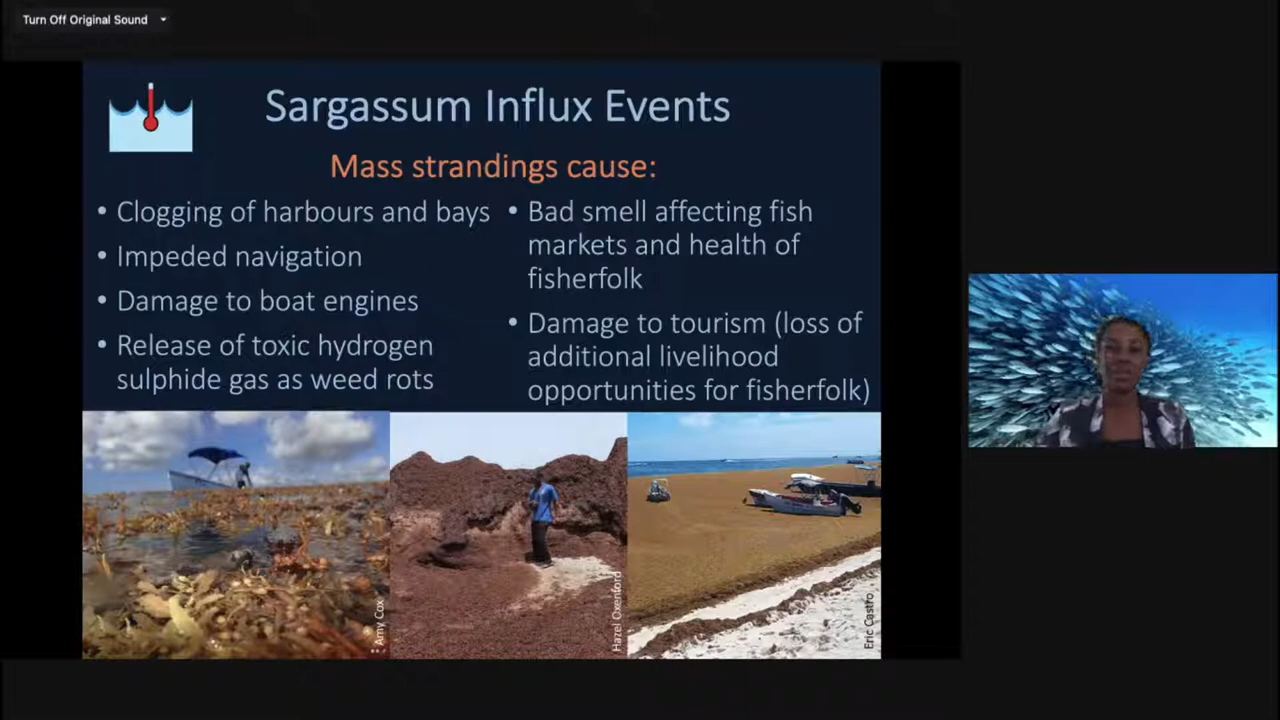 Turn Off Original Sound
Sargassum Influx Events
Mass strandings cause:
• Clogging of harbours and bays
• Impeded navigation
• Damage to boat engines
• Release of toxic hydrogen
sulphide gas as weed rots
• Bad smell affecting fish
markets and health of
fisherfolk
• Damage to tourism (loss of
additional livelihood
opportunities for fisherfolk)
Amy Cox
Hazel Oxenford
Eric Castro